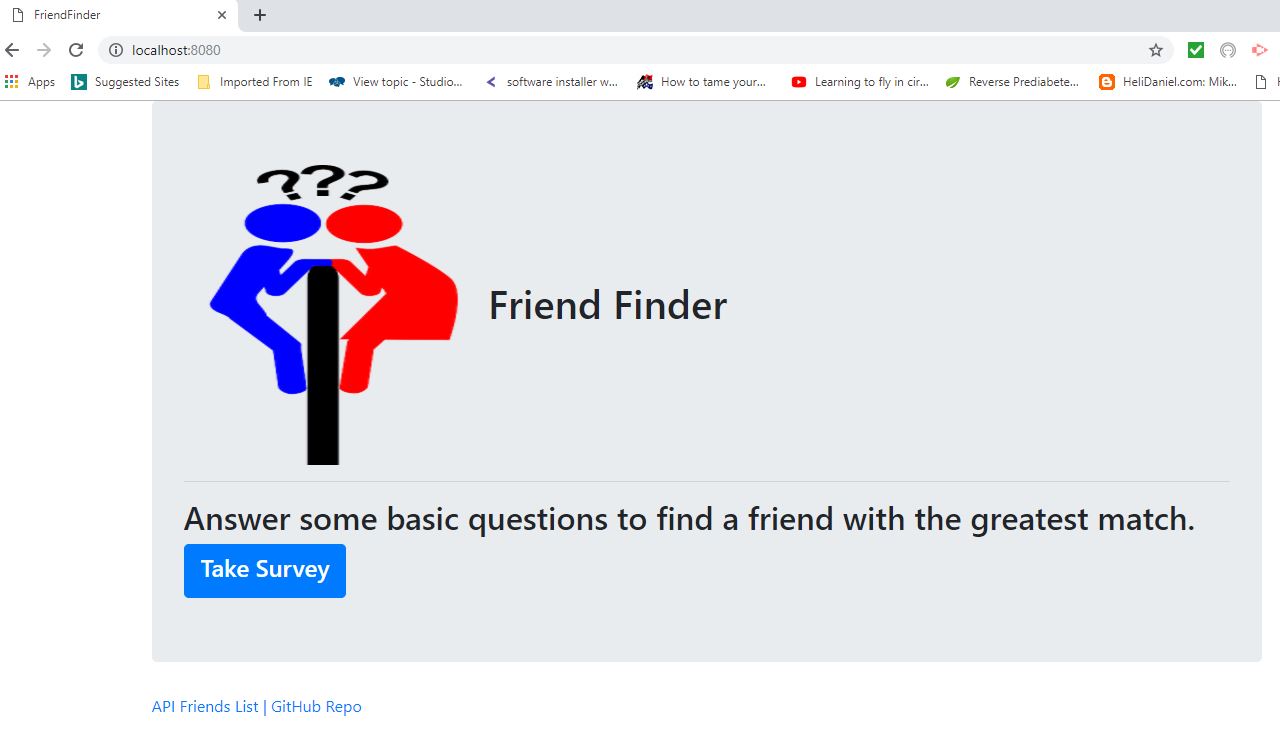 FriendFinder
localhost:8080
Apps Suggested Sites Imported From IE View topic - Studio... software installer w... How to tame your... Learning to fly in cir... Reverse Prediabete... HeliDaniel.com: Mik...
???
Friend Finder
Answer some basic questions to find a friend with the greatest match.
Take Survey
API Friends List | GitHub Repo